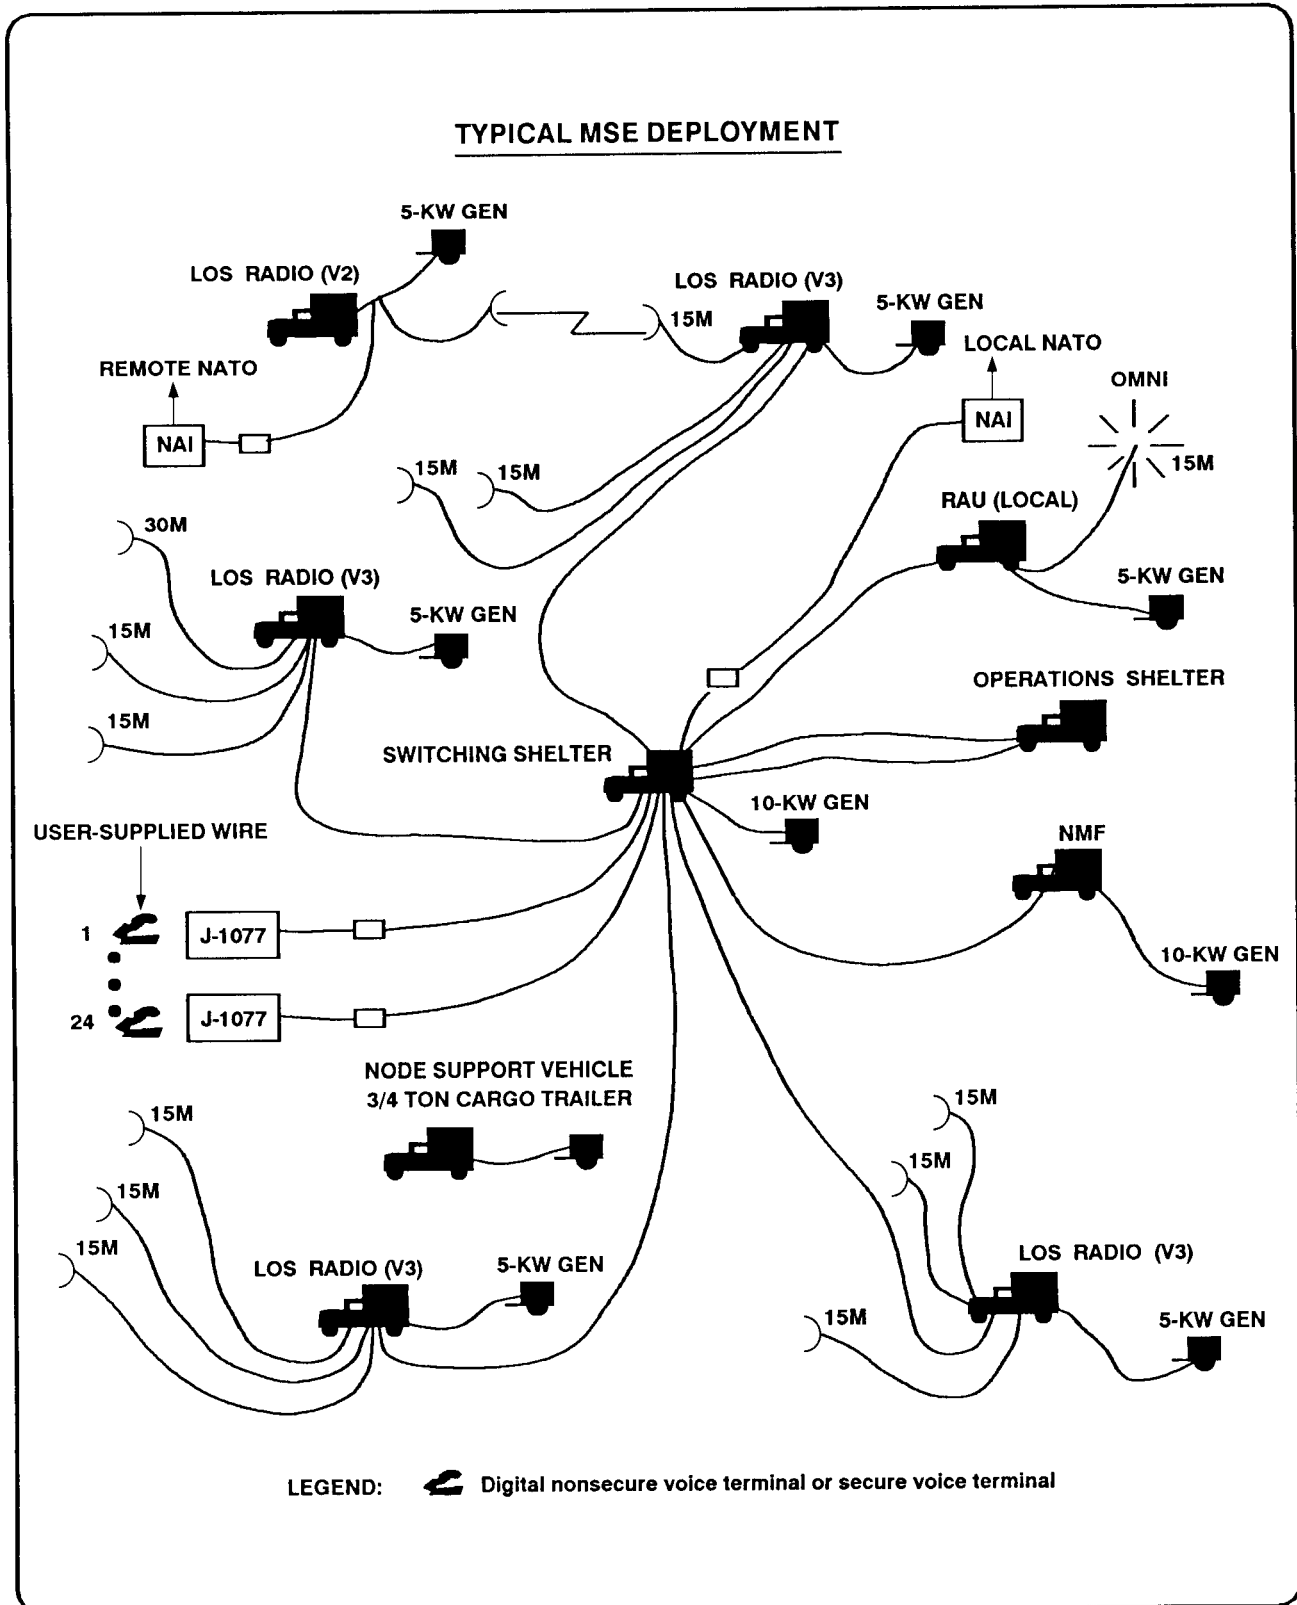 TYPICAL MSE DEPLOYMENT
5-KW GEN
LOS RADIO (V2)
LOS RADIO (V3)
15M
5-KW GEN
REMOTE NATO
LOCAL NATO
NAI
NAI
OMNI
15M
15M
15M
RAU (LOCAL)
30M
LOS RADIO (V3)
5-KW GEN
5-KW GEN
15M
15M
OPERATIONS SHELTER
SWITCHING SHELTER
10-KW GEN
USER-SUPPLIED WIRE
NMF
1
J-1077
10-KW GEN
24
J-1077
NODE SUPPORT VEHICLE
3/4 TON CARGO TRAILER
15M
15M
15M
15M
15M
LOS RADIO (V3)
5-KW GEN
LOS RADIO (V3)
15M
5-KW GEN
LEGEND: Digital nonsecure voice terminal or secure voice terminal